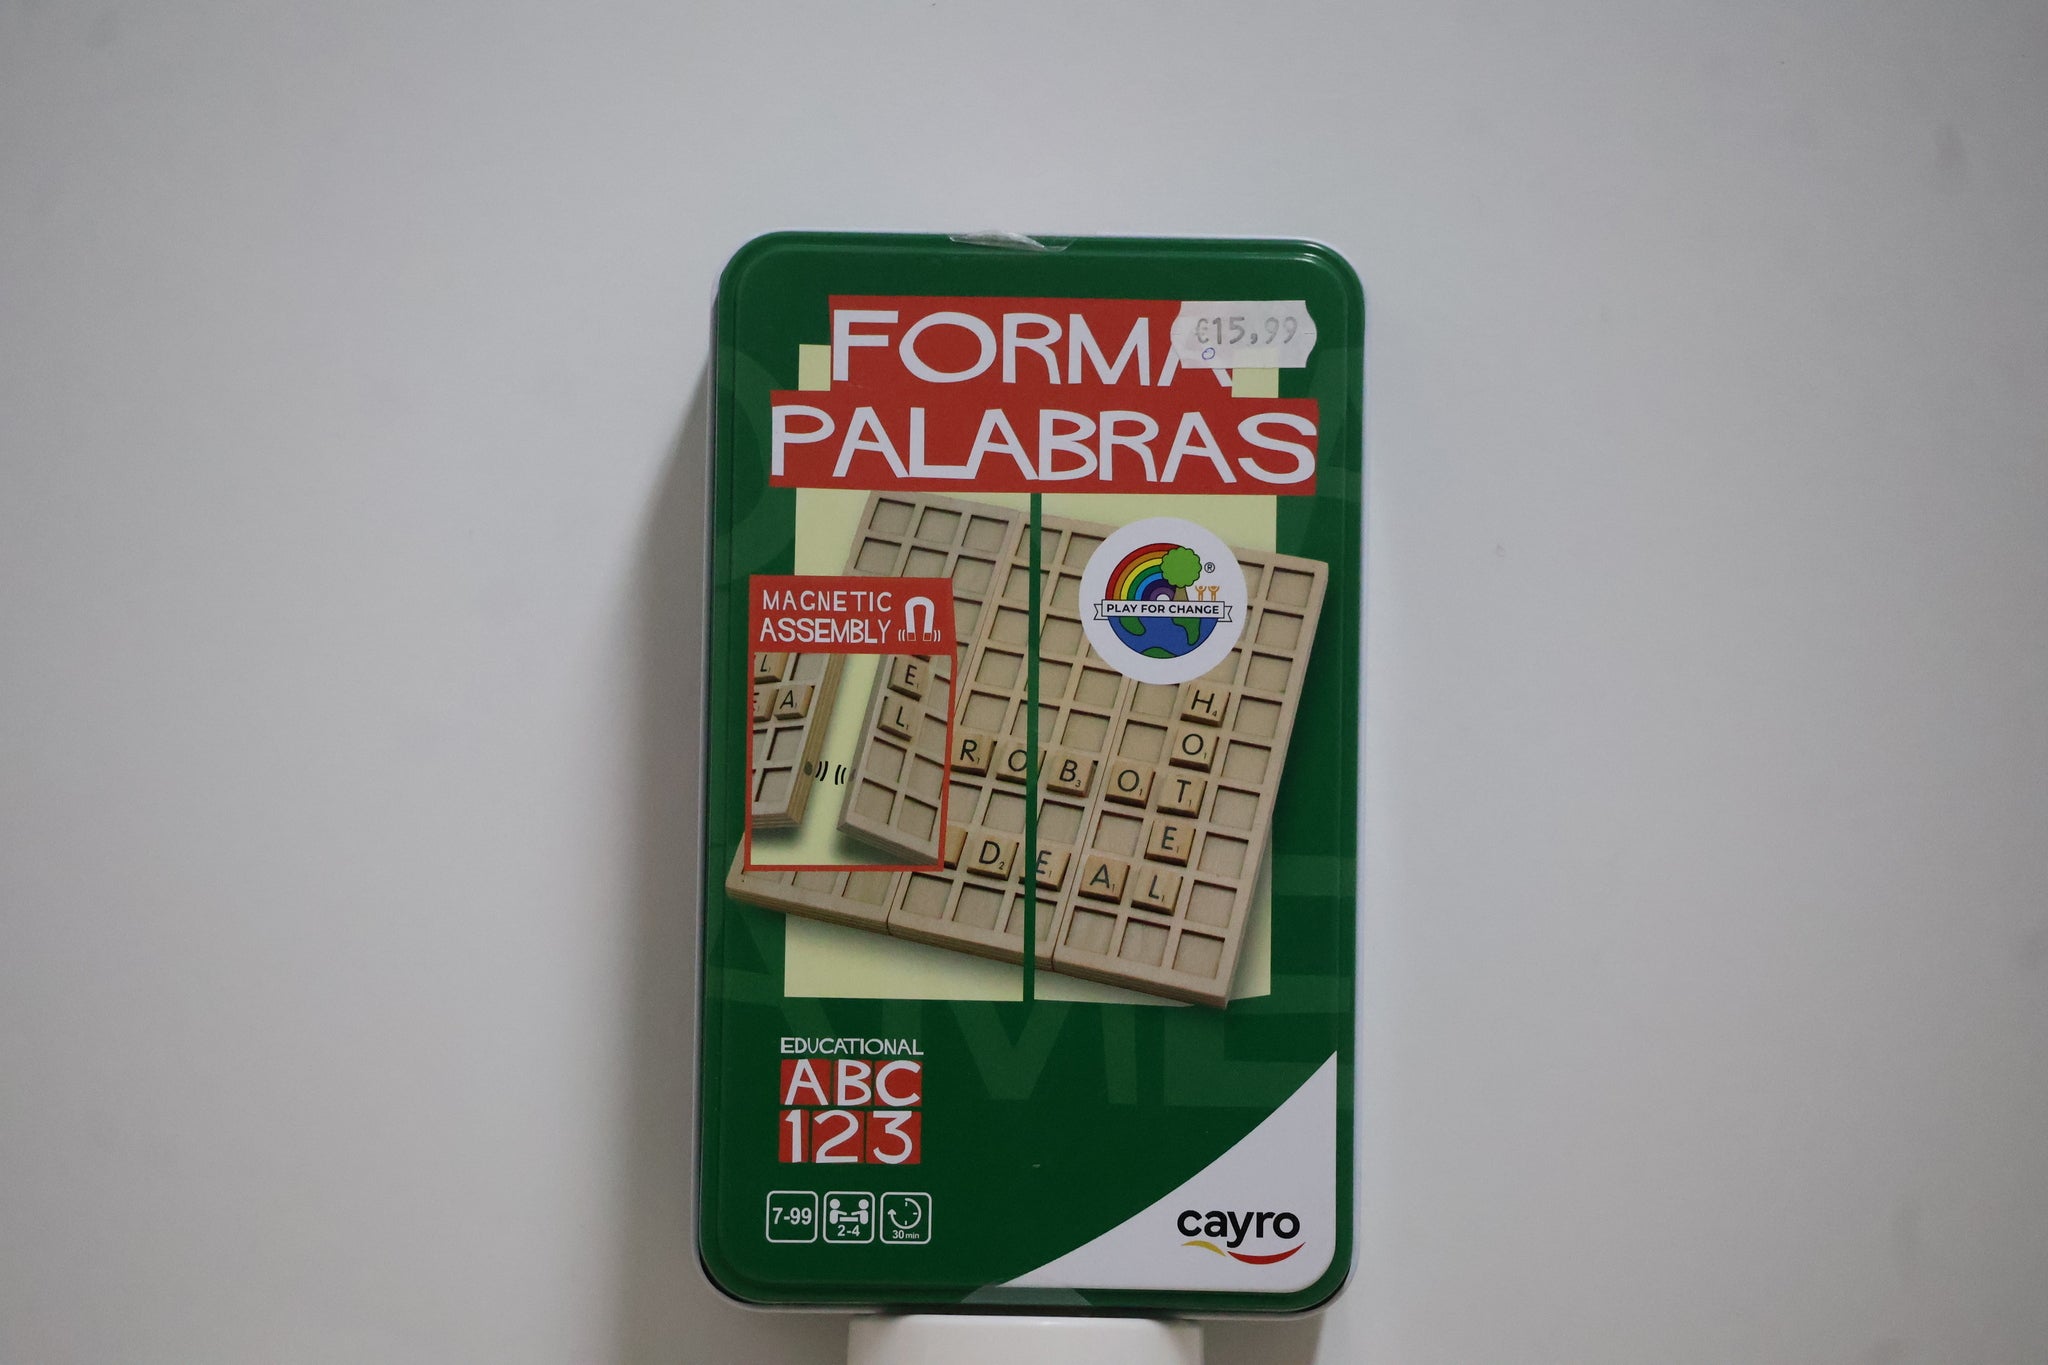 FORMA
€15,99
PALABRAS
PLAY FOR CHANGE
®
MAGNETIC
ASSEMBLY
L
E A
E
L
H
O
R O B O T
E
D E A L
EDUCATIONAL
ABC
123
7-99
2-4
30 min
cayro